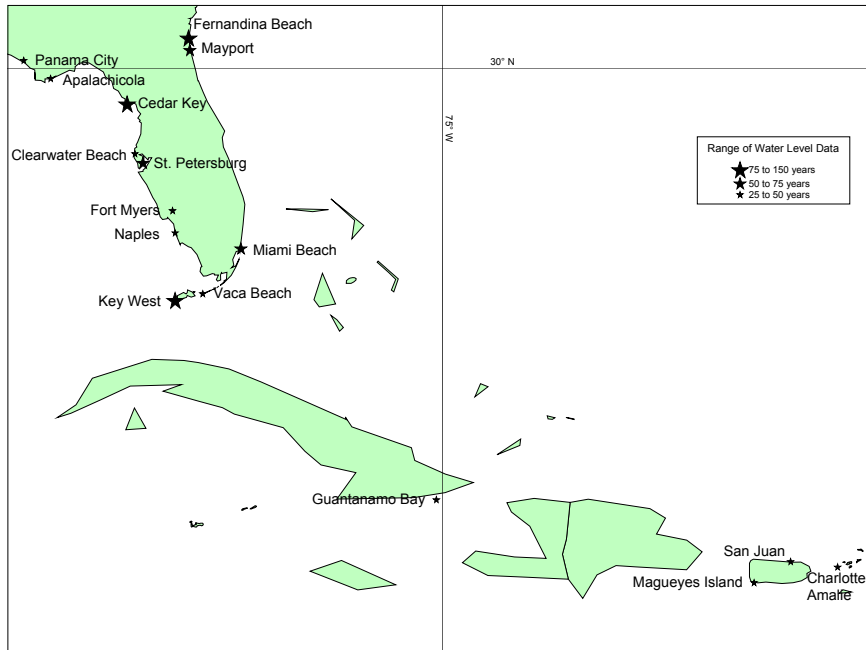 Fernandina Beach
Mayport
Panama City
30° N
Apalachicola
Cedar Key
75° W
Range of Water Level Data
75 to 150 years
50 to 75 years
25 to 50 years
Clearwater Beach
St. Petersburg
Fort Myers
Naples
Miami Beach
Key West
Vaca Beach
Guantanamo Bay
San Juan
Magueyes Island
Charlotte
Amalie